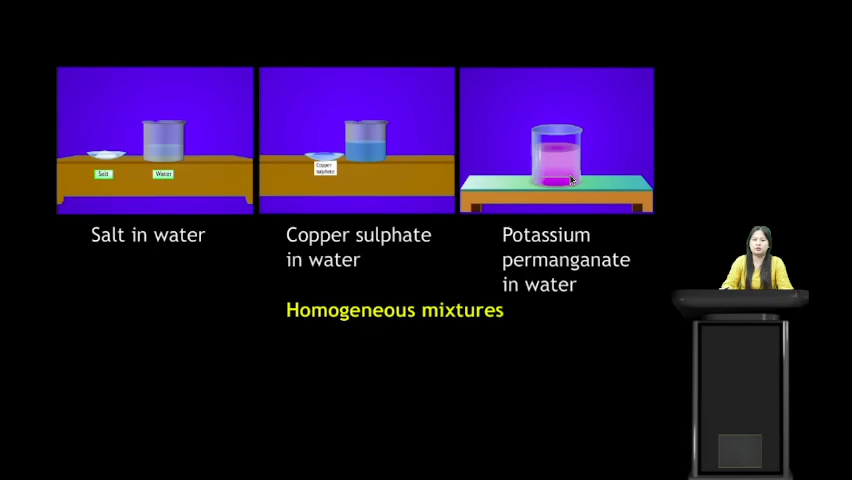 Salt
Water
Copper
sulphate
Salt in water
Copper sulphate
in water
Potassium
permanganate
in water
Homogeneous mixtures